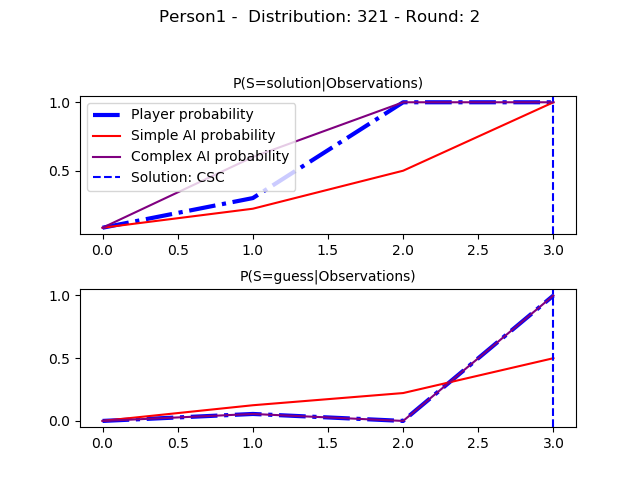 Person1 -  Distribution: 321 - Round: 2
P(S=solution|Observations)
1.0
0.5
Player probability
Simple AI probability
Complex AI probability
Solution: CSC
0.0 0.5 1.0 1.5 2.0 2.5 3.0
P(S=guess|Observations)
1.0
0.5
0.0
0.0 0.5 1.0 1.5 2.0 2.5 3.0